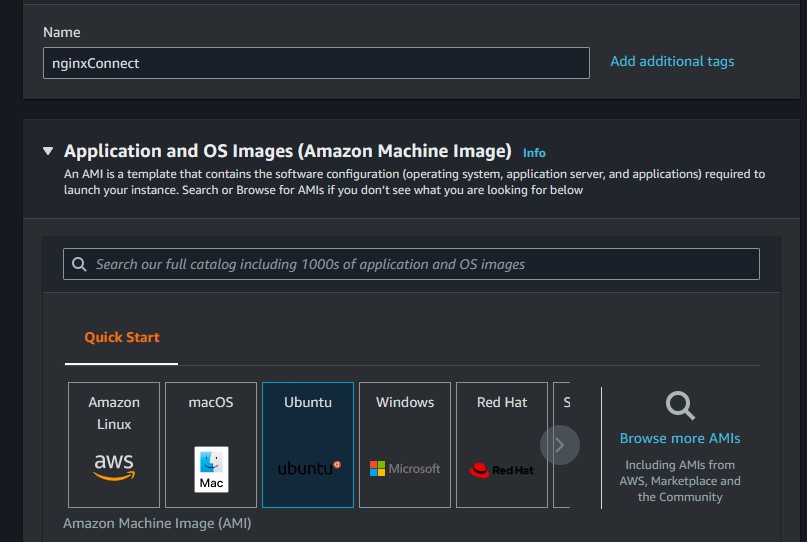 Name
nginxConnect
Add additional tags
Application and OS Images (Amazon Machine Image) Info
An AMI is a template that contains the software configuration (operating system, application server, and applications) required to
launch your instance. Search or Browse for AMIs if you don’t see what you are looking for below
Search our full catalog including 1000s of application and OS images
Quick Start
Amazon
Linux
aws
macOS
Mac
Ubuntu
ubuntu
Windows
Microsoft
Red Hat
Red Hat
S
Browse more AMIs
Including AMIs from
AWS, Marketplace and
the Community
Amazon Machine Image (AMI)